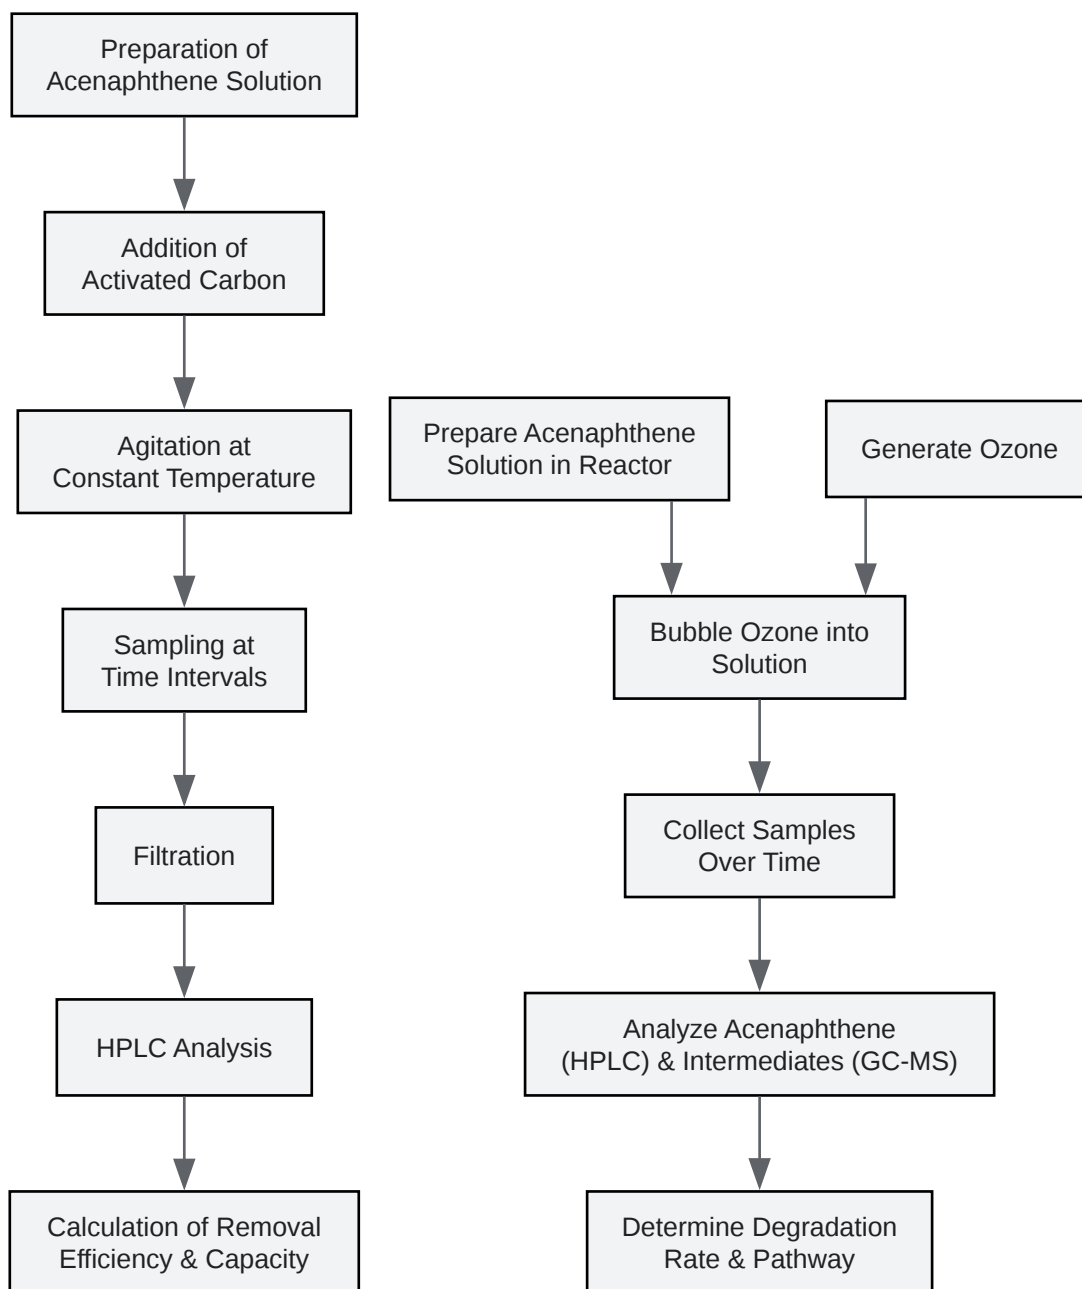 Preparation of
Acenaphthene Solution
Addition of
Activated Carbon
Agitation at
Constant Temperature
Sampling at
Time Intervals
Filtration
HPLC Analysis
Calculation of Removal
Efficiency & Capacity
Prepare Acenaphthene
Solution in Reactor
Generate Ozone
Bubble Ozone into
Solution
Collect Samples
Over Time
Analyze Acenaphthene
(HPLC) & Intermediates (GC-MS)
Determine Degradation
Rate & Pathway